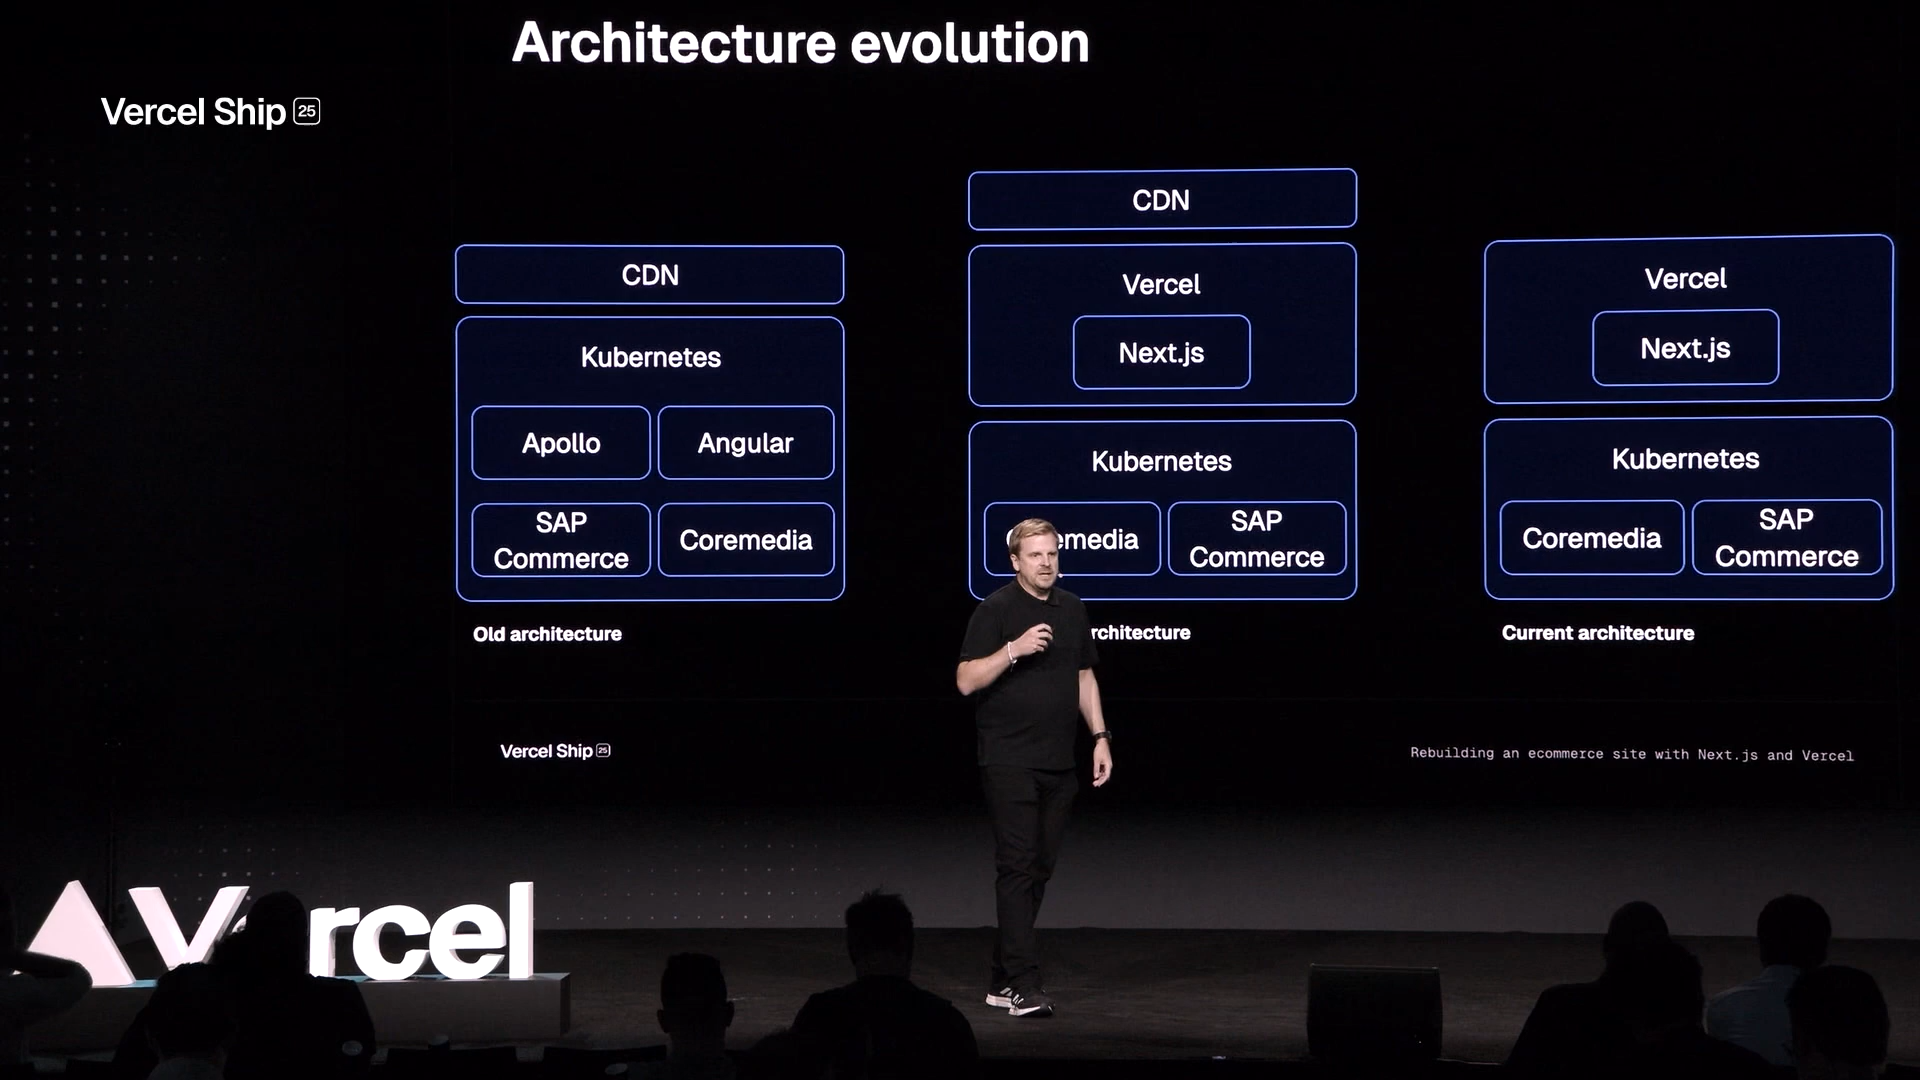 Architecture evolution
Vercel Ship 25
CDN
Kubernetes
Apollo
Angular
SAP
Commerce
Coremedia
Old architecture
CDN
Vercel
Next.js
Kubernetes
SAP
Commerce
Vercel
Next.js
Kubernetes
Coremedia
SAP
Commerce
Current architecture
Vercel Ship 25
Rebuilding an ecommerce site with Next.js and Vercel